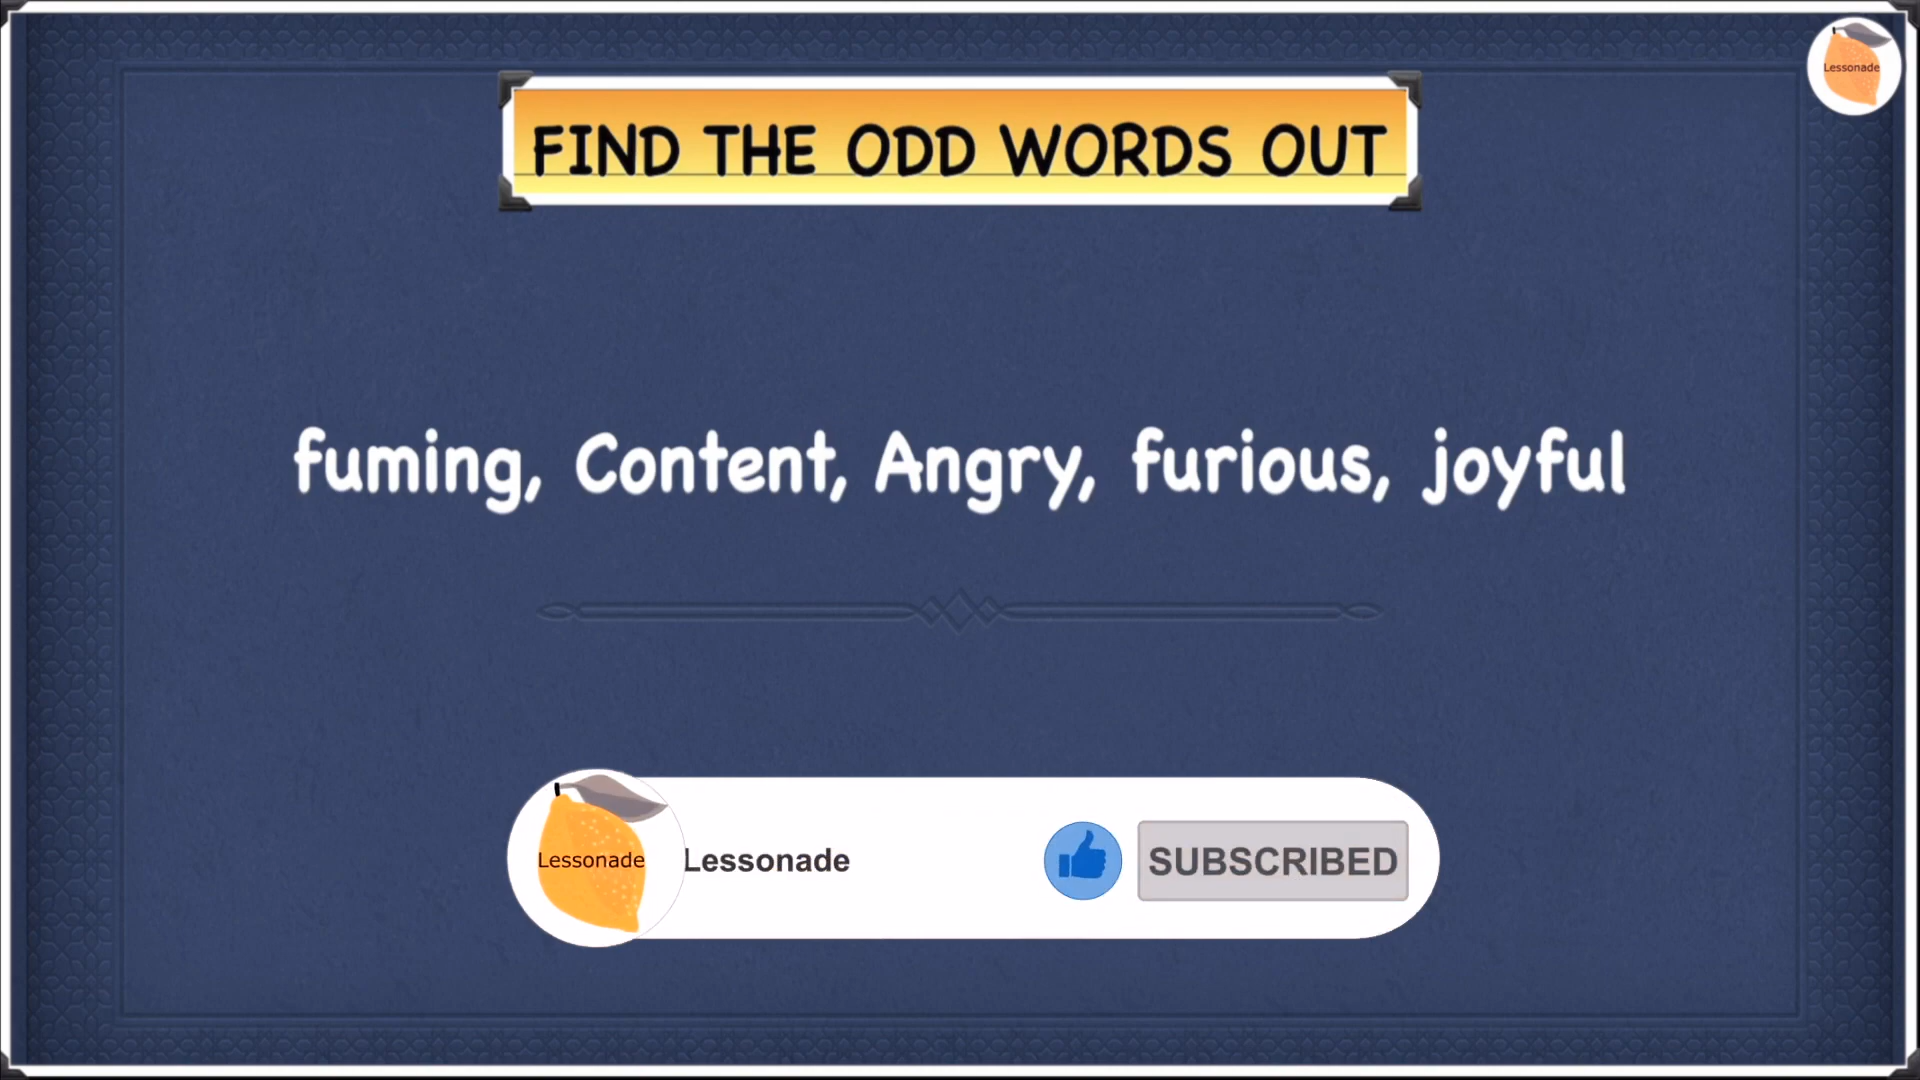 Lessonade
FIND THE ODD WORDS OUT
fuming, Content, Angry, furious, joyful
Lessonade
Lessonade
SUBSCRIBED